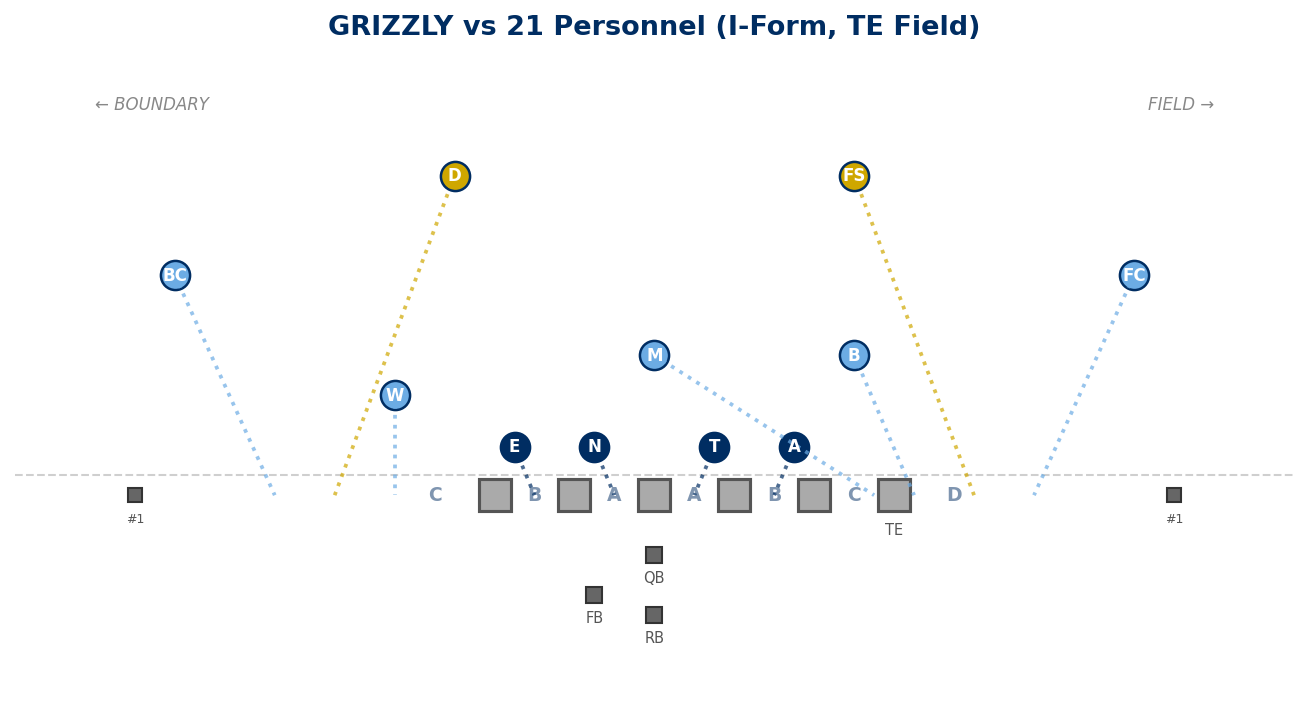 GRIZZLY vs 21 Personnel (I-Form, TE Field)
← BOUNDARY
FIELD →
D
FS
BC
FC
M
B
W
E
N
T
A
C
B
A
A
B
C
D
#1
#1
TE
QB
FB
RB